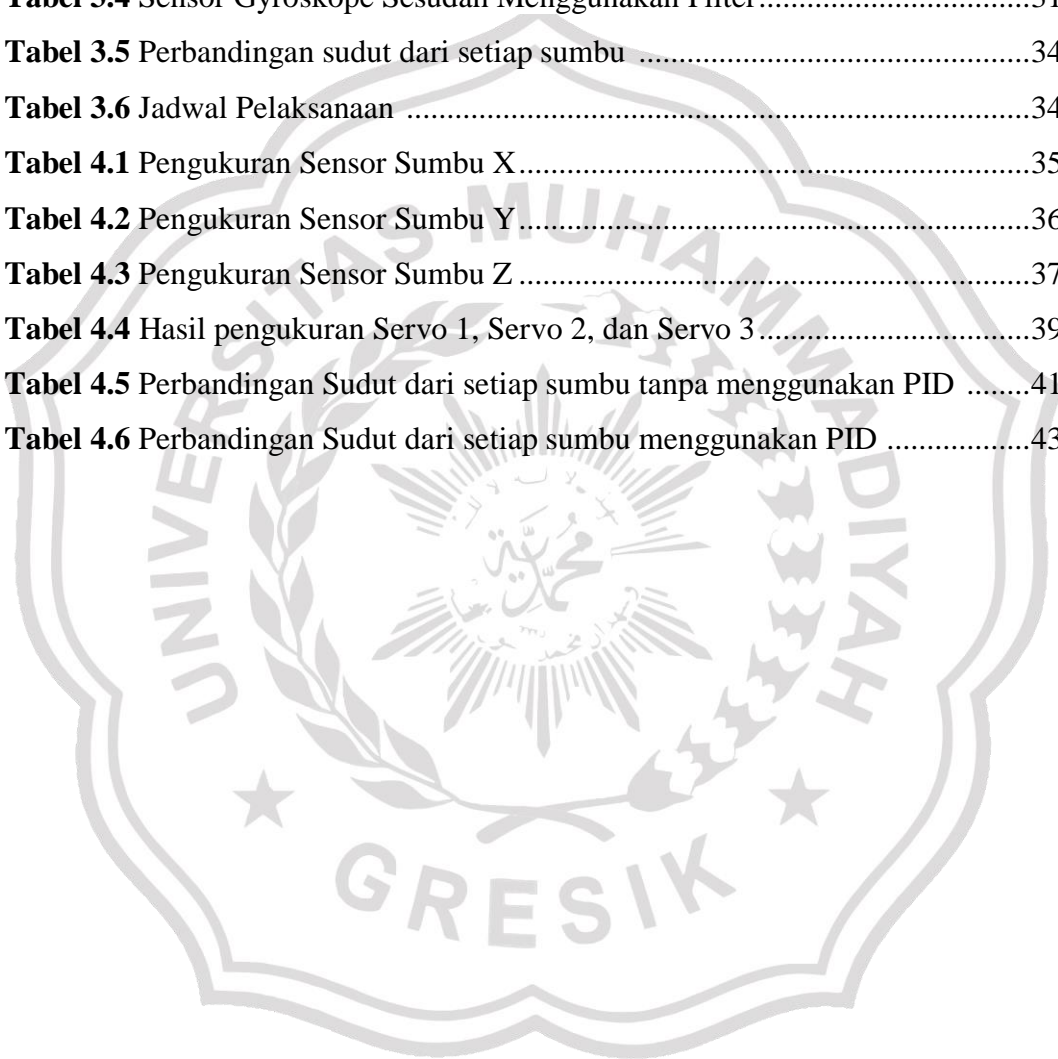 Tabel 3.4 Sensor Gyroskope Sesudah Menggunakan Filter................................31
Tabel 3.5 Perbandingan sudut dari setiap sumbu .................................................34
Tabel 3.6 Jadwal Pelaksanaan ..............................................................................34
Tabel 4.1 Pengukuran Sensor Sumbu X................................................................35
Tabel 4.2 Pengukuran Sensor Sumbu Y................................................................36
Tabel 4.3 Pengukuran Sensor Sumbu Z ................................................................37
Tabel 4.4 Hasil pengukuran Servo 1, Servo 2, dan Servo 3..................................39
Tabel 4.5 Perbandingan Sudut dari setiap sumbu tanpa menggunakan PID ........41
Tabel 4.6 Perbandingan Sudut dari setiap sumbu menggunakan PID ..................43
UNIVERSITAS MUHAMMADIYAH
GRESIK